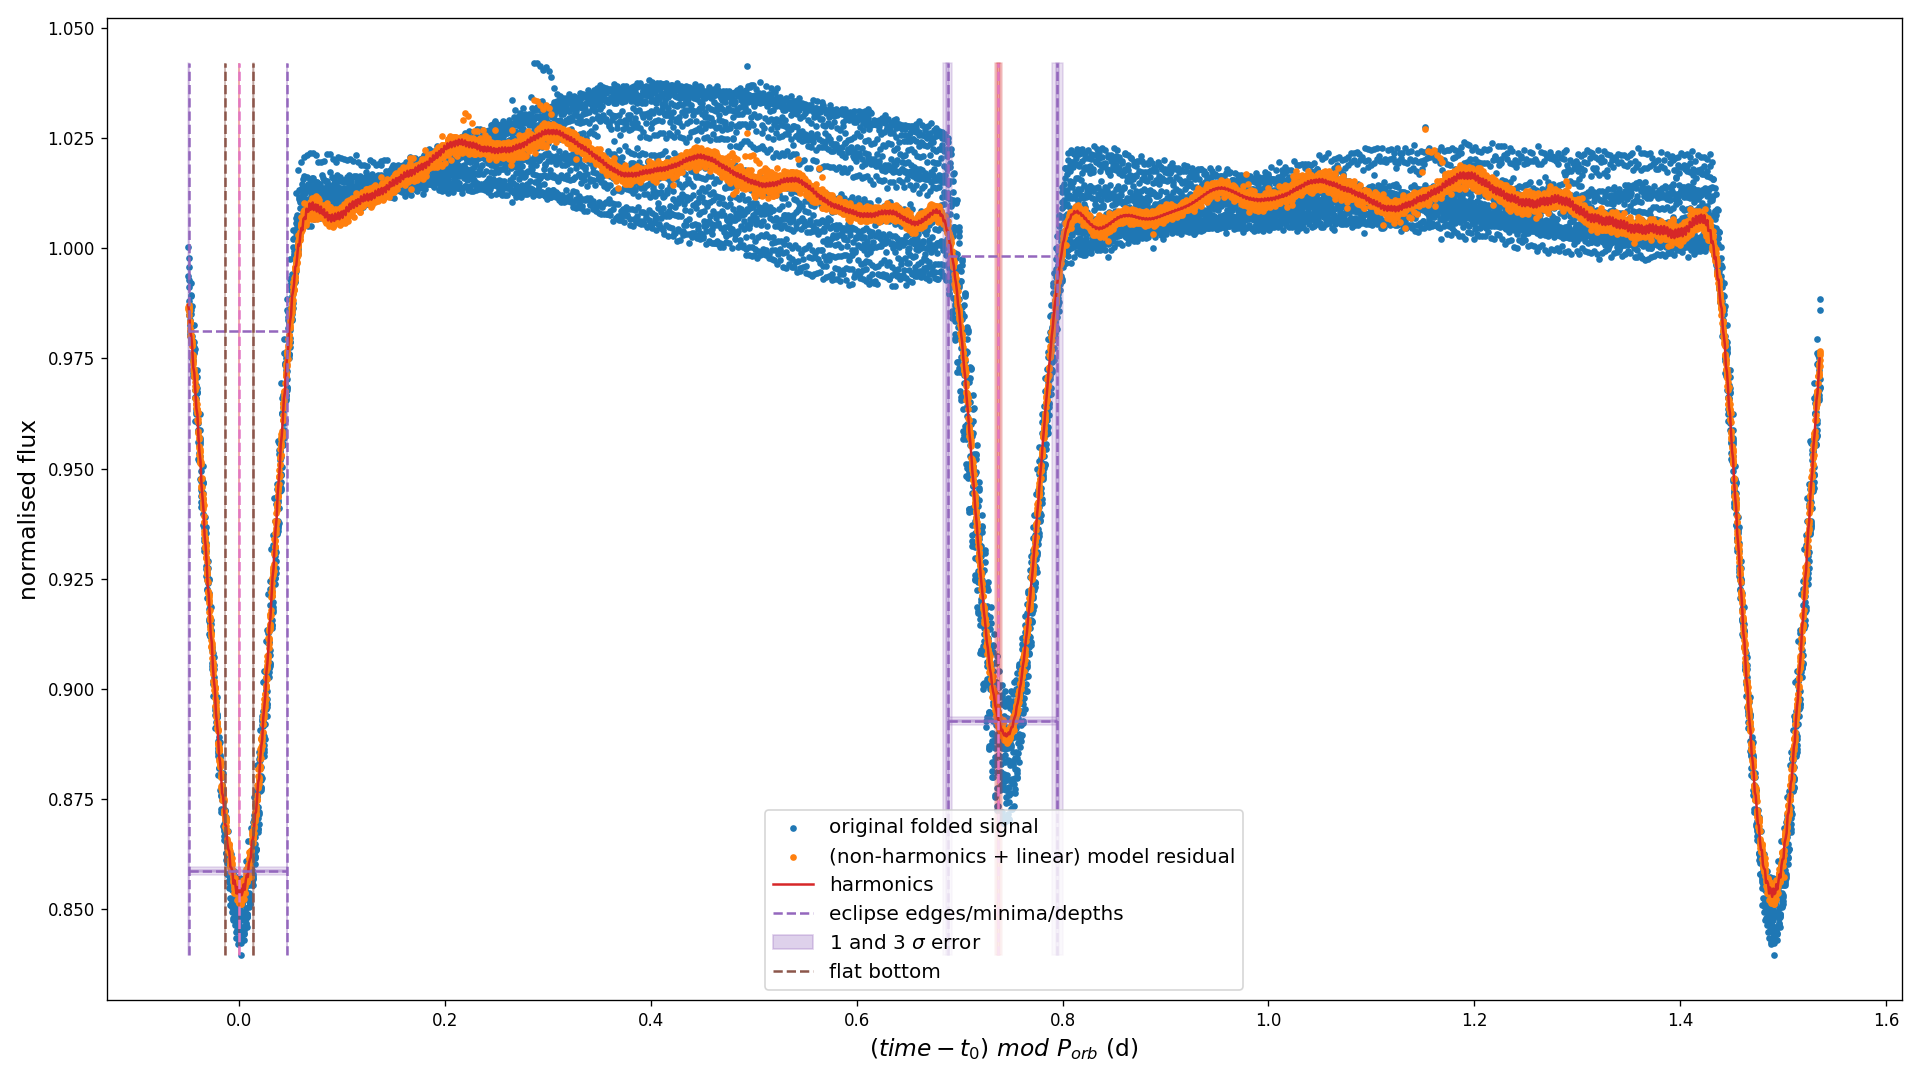 1.050
1.025
1.000
0.975
0.950
0.925
0.900
0.875
0.850
normalised flux
original folded signal
(non-harmonics + linear) model residual
harmonics
eclipse edges/minima/depths
1 and 3 σ error
flat bottom
0.0 0.2 0.4 0.6 0.8 1.0 1.2 1.4 1.6
(time − t₀) mod P_orb (d)